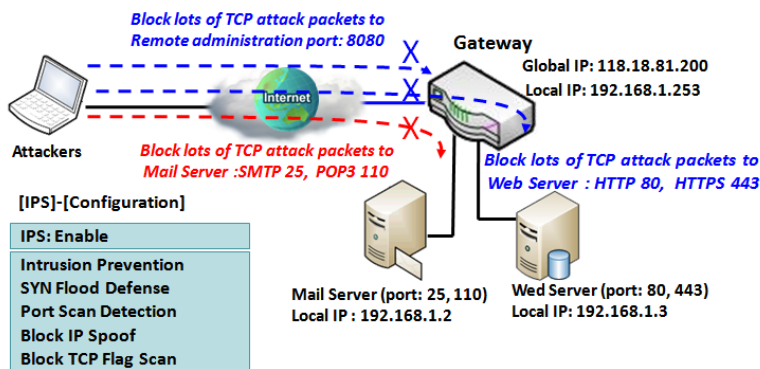 Block lots of TCP attack packets to
Remote administration port: 8080
Gateway
Global IP: 118.18.81.200
Local IP: 192.168.1.253
Internet
Attackers
Block lots of TCP attack packets to
Mail Server :SMTP 25, POP3 110
Block lots of TCP attack packets to
Web Server : HTTP 80, HTTPS 443
[IPS]-[Configuration]
IPS: Enable
Intrusion Prevention
SYN Flood Defense
Port Scan Detection
Block IP Spoof
Block TCP Flag Scan
Mail Server (port: 25, 110)
Local IP : 192.168.1.2
Wed Server (port: 80, 443)
Local IP: 192.168.1.3